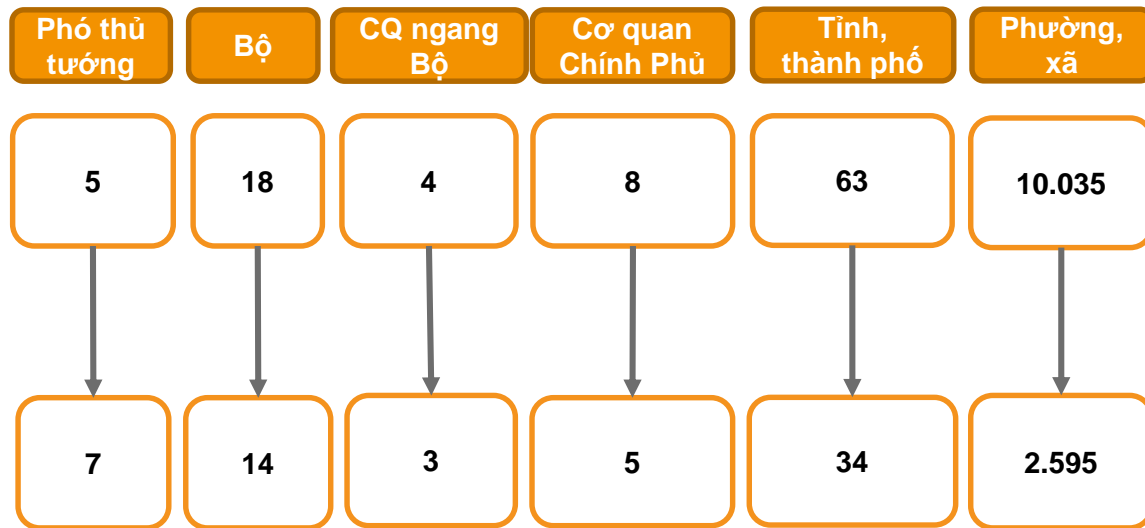 Phó thủ
tướng
Bộ
CQ ngang
Bộ
Cơ quan
Chính Phủ
Tỉnh,
thành phố
Phường,
xã
5
18
4
8
63
10.035
7
14
3
5
34
2.595